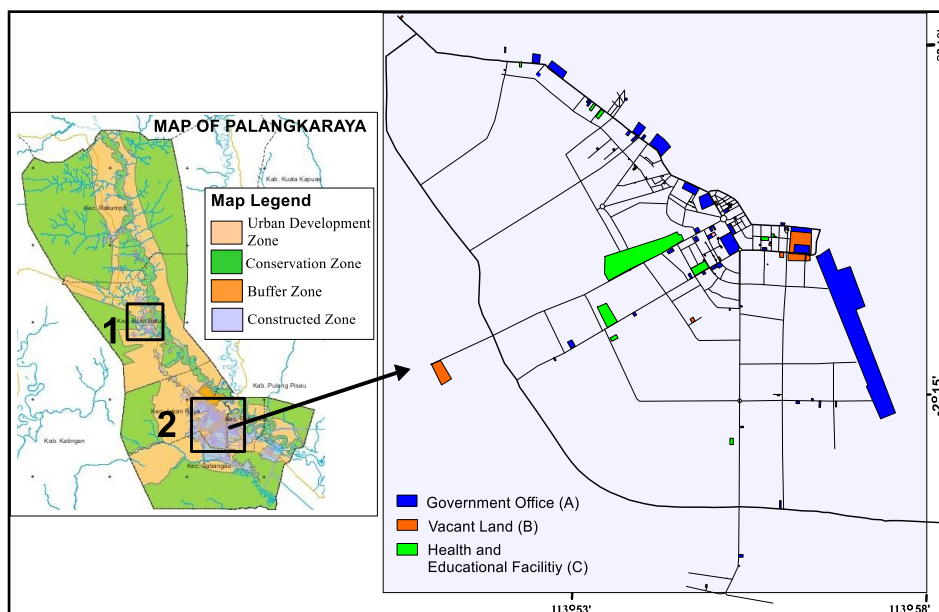 MAP OF PALANGKARAYA
Kab. Kuala Kapuas
Map Legend
Urban Development
Zone
Conservation Zone
Buffer Zone
Constructed Zone
1
2
Kab. Pulang Pisau
Kab. Katingan
Kec. Sabangau
Government Office (A)
Vacant Land (B)
Health and
Educational Facilitiy (C)
-2°15'
113°53'
113°58'